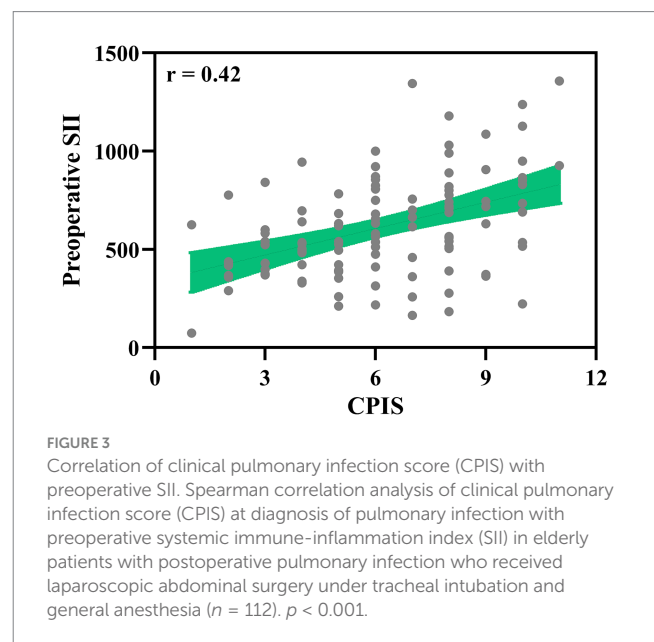 r = 0.42
Preoperative SII
1500
1000
500
0
0 3 6 9 12
CPIS
FIGURE 3
Correlation of clinical pulmonary infection score (CPIS) with
preoperative SII. Spearman correlation analysis of clinical pulmonary
infection score (CPIS) at diagnosis of pulmonary infection with
preoperative systemic immune-inflammation index (SII) in elderly
patients with postoperative pulmonary infection who received
laparoscopic abdominal surgery under tracheal intubation and
general anesthesia (n = 112). p < 0.001.